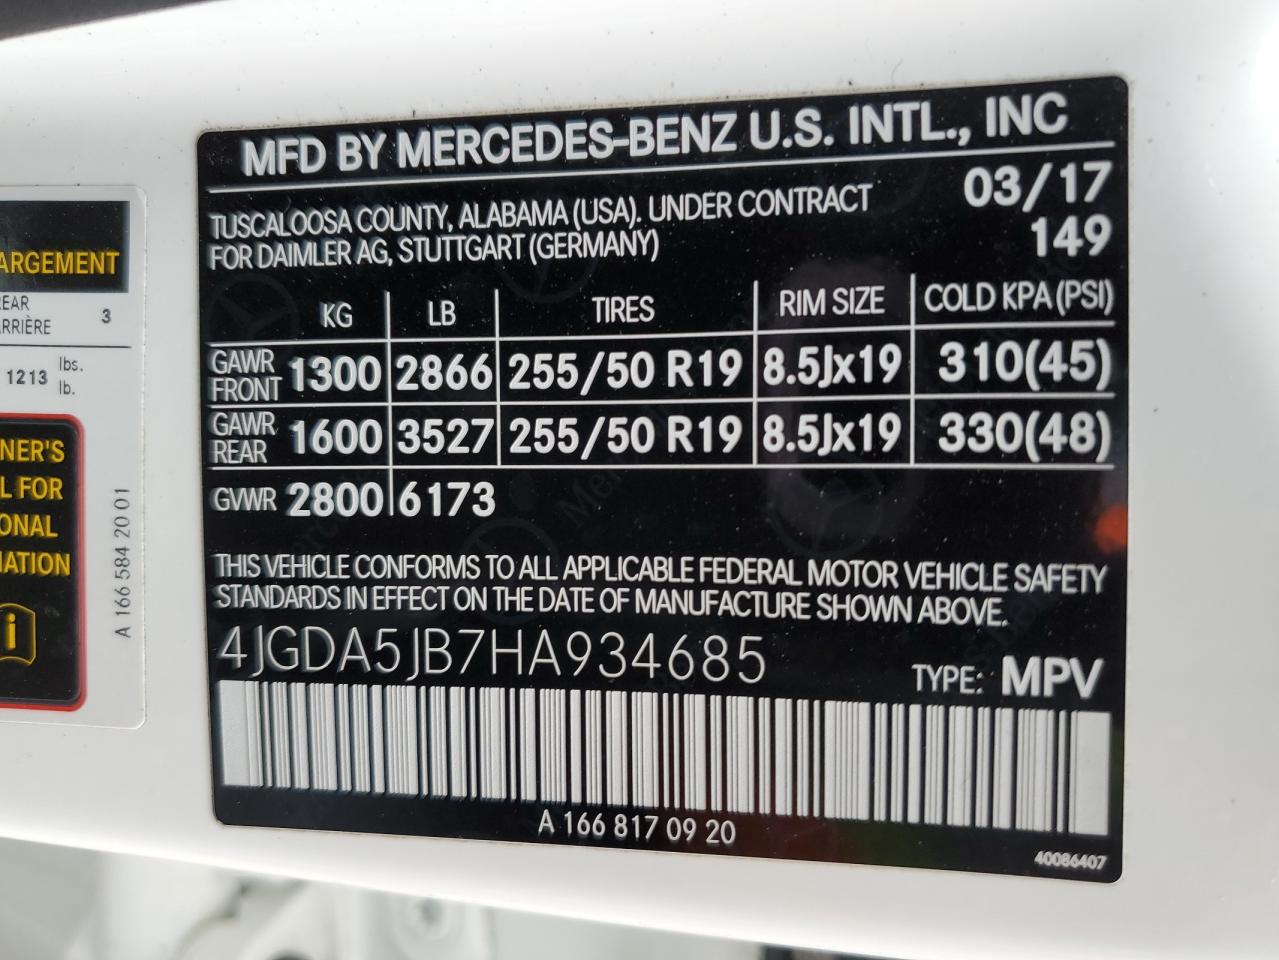 MFD BY MERCEDES-BENZ U.S. INTL., INC
TUSCALOOSA COUNTY, ALABAMA (USA). UNDER CONTRACT
FOR DAIMLER AG, STUTTGART (GERMANY)
03/17
149
KG LB TIRES RIM SIZE COLD KPA (PSI)
GAWR FRONT 1300 2866 255/50 R19 8.5Jx19 310(45)
GAWR REAR 1600 3527 255/50 R19 8.5Jx19 330(48)
GVWR 2800 6173
THIS VEHICLE CONFORMS TO ALL APPLICABLE FEDERAL MOTOR VEHICLE SAFETY
STANDARDS IN EFFECT ON THE DATE OF MANUFACTURE SHOWN ABOVE.
4JGDA5JB7HA934685
TYPE: MPV
A 166 817 09 20
40086407
ARGEMENT
EAR
RRIÈRE 3
1213 lbs.
lb.
NER'S
L FOR
ONAL
MATION
i
A 166 584 20 01